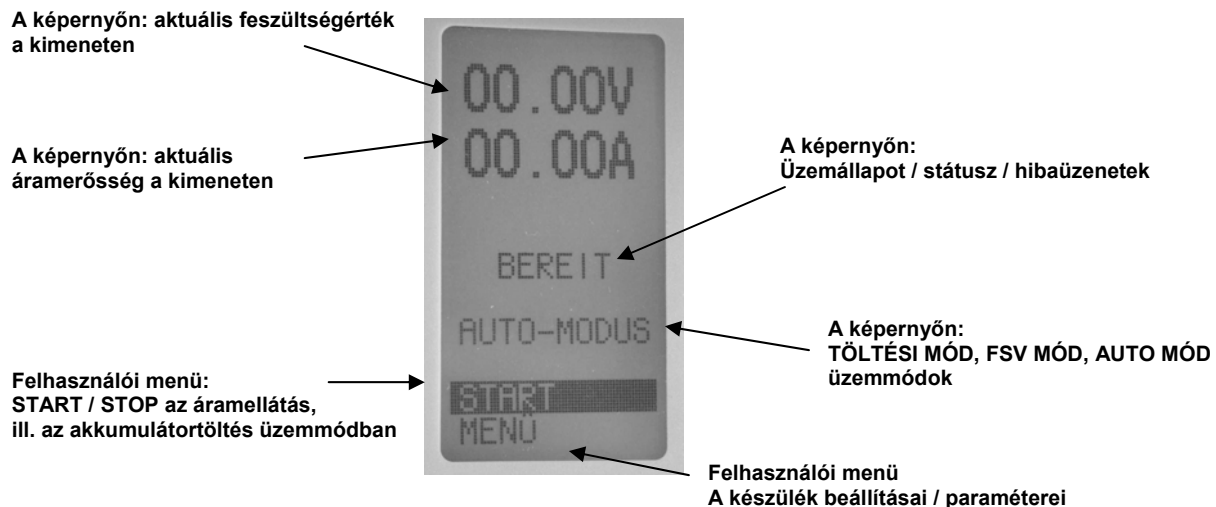 A képernyőn: aktuális feszültségérték
a kimeneten
00.00V
00.00A
A képernyőn: aktuális
áramerősség a kimeneten
A képernyőn:
Üzemállapot / státusz / hibaüzenetek
BEREIT
AUTO-MODUS
A képernyőn:
TÖLTÉSI MÓD, FSV MÓD, AUTO MÓD
üzemmódok
Felhasználói menü:
START / STOP az áramellátás,
ill. az akkumulátortöltés üzemmódban
START
MENÜ
Felhasználói menü
A készülék beállításai / paraméterei